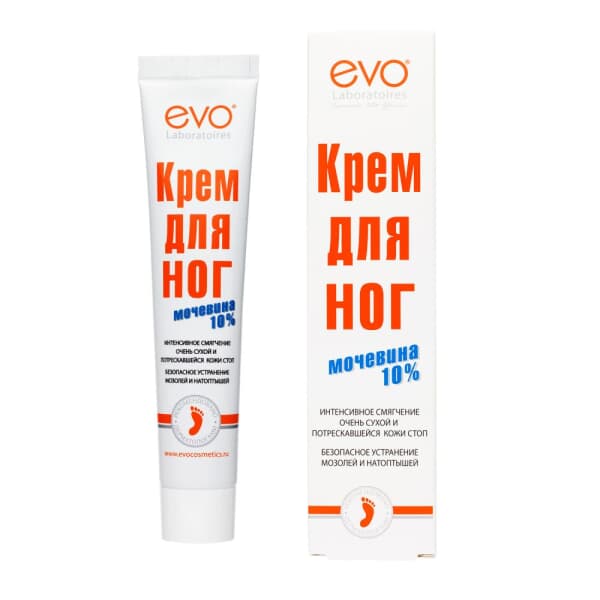 evo®
Laboratoires
Крем
для
ног
мочевина
10%
ИНТЕНСИВНОЕ СМЯГЧЕНИЕ
ОЧЕНЬ СУХОЙ И
ПОТРЕСКАВШЕЙСЯ КОЖИ СТОП
БЕЗОПАСНОЕ УСТРАНЕНИЕ
МОЗОЛЕЙ И НАТОПТЫШЕЙ
www.evocosmetics.ru
evo®
Laboratoires
Крем
для
ног
мочевина
10%
ИНТЕНСИВНОЕ СМЯГЧЕНИЕ
ОЧЕНЬ СУХОЙ И
ПОТРЕСКАВШЕЙСЯ КОЖИ СТОП
БЕЗОПАСНОЕ УСТРАНЕНИЕ
МОЗОЛЕЙ И НАТОПТЫШЕЙ